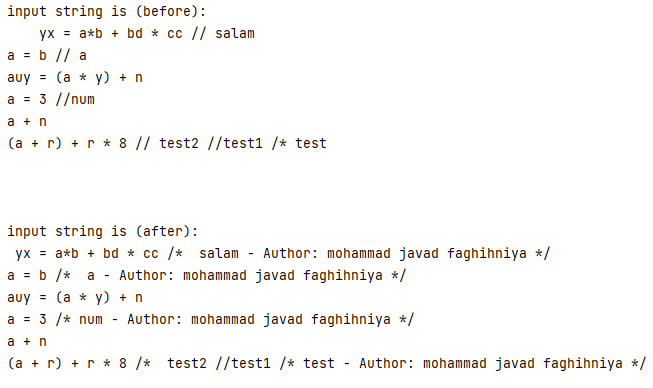 input string is (before):
    yx = a*b + bd * cc // salam
a = b // a
auy = (a * y) + n
a = 3 //num
a + n
(a + r) + r * 8 // test2 //test1 /* test
input string is (after):
 yx = a*b + bd * cc /*  salam - Author: mohammad javad faghihniya */
a = b /*  a - Author: mohammad javad faghihniya */
auy = (a * y) + n
a = 3 /* num - Author: mohammad javad faghihniya */
a + n
(a + r) + r * 8 /*  test2 //test1 /* test - Author: mohammad javad faghihniya */